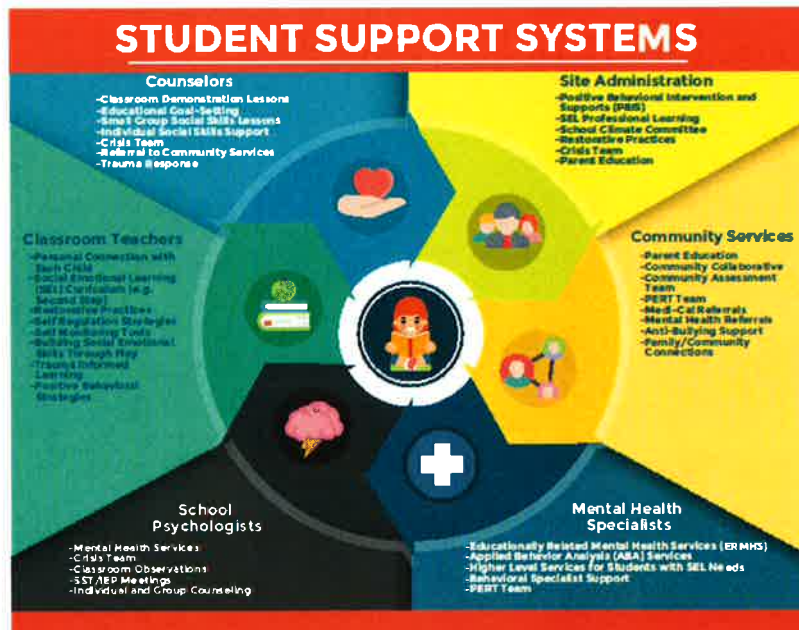 STUDENT SUPPORT SYSTEMS
Counselors
-Classroom Demonstration Lessons
-Educational Goal-Setting
-Small Group Social Skills Lessons
-Individual Social Skills Support
-Crisis Team
-Referral to Community Services
-Trauma Response
Site Administration
-Positive Behavioral Intervention and
Supports (PBIS)
-SEL Professional Learning
-School Climate Committee
-Restorative Practices
-Crisis Team
-Parent Education
Classroom Teachers
-Personal Connection with
Each Child
-Social Emotional Learning
(SEL) Curriculum (e.g.
Second Step)
-Restorative Practices
-Self Regulation Strategies
and Monitoring Tools
-Building Social Emotional
Skills Through Play
-Trauma Informed
Learning
-Positive Behavioral
Strategies
Community Services
-Parent Education
-Community Collaborative
-Community Assessment
Team
-PERT Team
-Medi-Cal Referrals
-Mental Health Referrals
-Anti-Bullying Support
-Family/Community
Connections
School
Psychologists
-Mental Health Services
-Crisis Team
-Classroom Observations
-SST/IEP Meetings
-Individual and Group Counseling
Mental Health
Specialists
-Educationally Related Mental Health Services (ERMHS)
-Applied Behavior Analysis (ABA) Services
-Higher Level Services for Students with SEL Needs
-Behavioral Specialist Support
-PERT Team